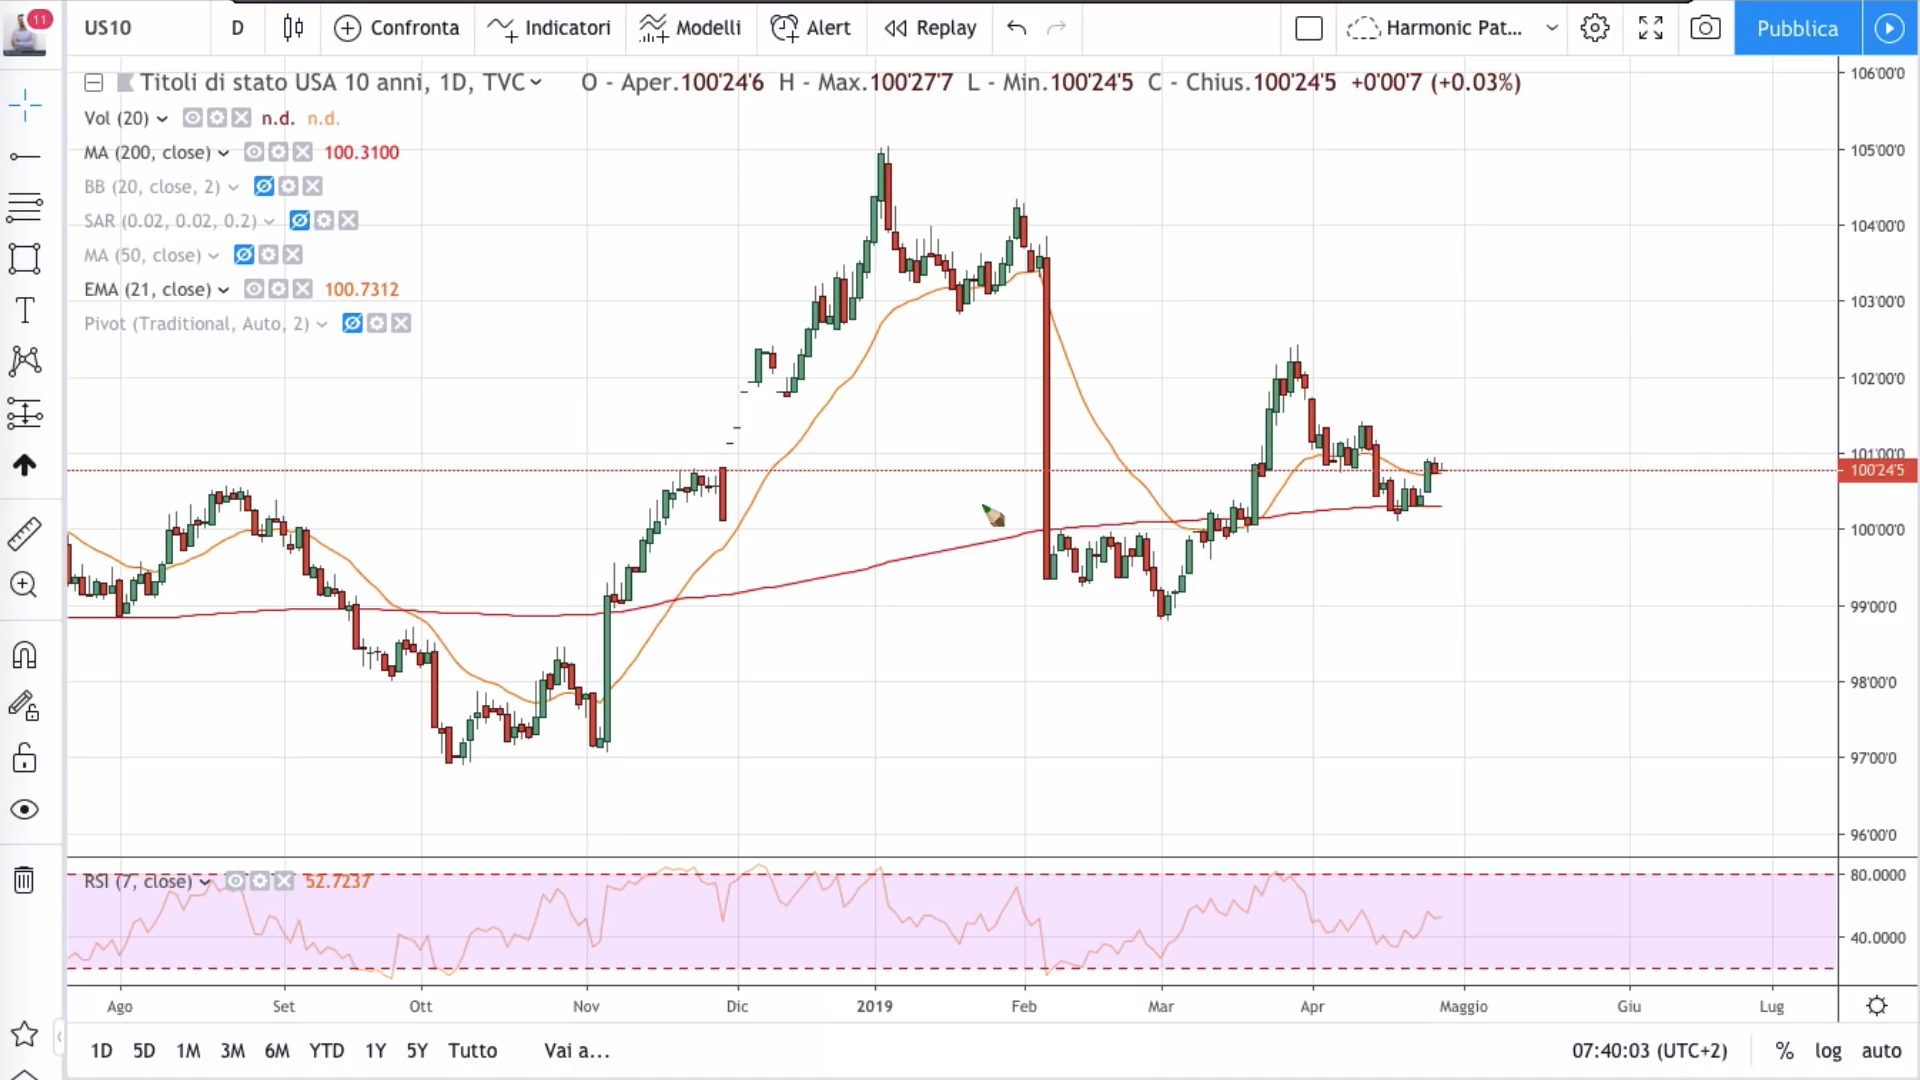 11
US10
D
Confronta
Indicatori
Modelli
Alert
Replay
Harmonic Pat...
Pubblica
Titoli di stato USA 10 anni, 1D, TVC
O - Aper.100'24'6 H - Max.100'27'7 L - Min.100'24'5 C - Chius.100'24'5 +0'00'7 (+0.03%)
Vol (20) n.d. n.d.
MA (200, close) 100.3100
BB (20, close, 2)
SAR (0.02, 0.02, 0.2)
MA (50, close)
EMA (21, close) 100.7312
Pivot (Traditional, Auto, 2)
106'00'0
105'00'0
104'00'0
103'00'0
102'00'0
101'00'0
100'24'5
100'00'0
99'00'0
98'00'0
97'00'0
96'00'0
RSI (7, close) 52.7237
80.0000
40.0000
Ago Set Ott Nov Dic 2019 Feb Mar Apr Maggio Giu Lug
1D 5D 1M 3M 6M YTD 1Y 5Y Tutto Vai a...
07:40:03 (UTC+2) % log auto